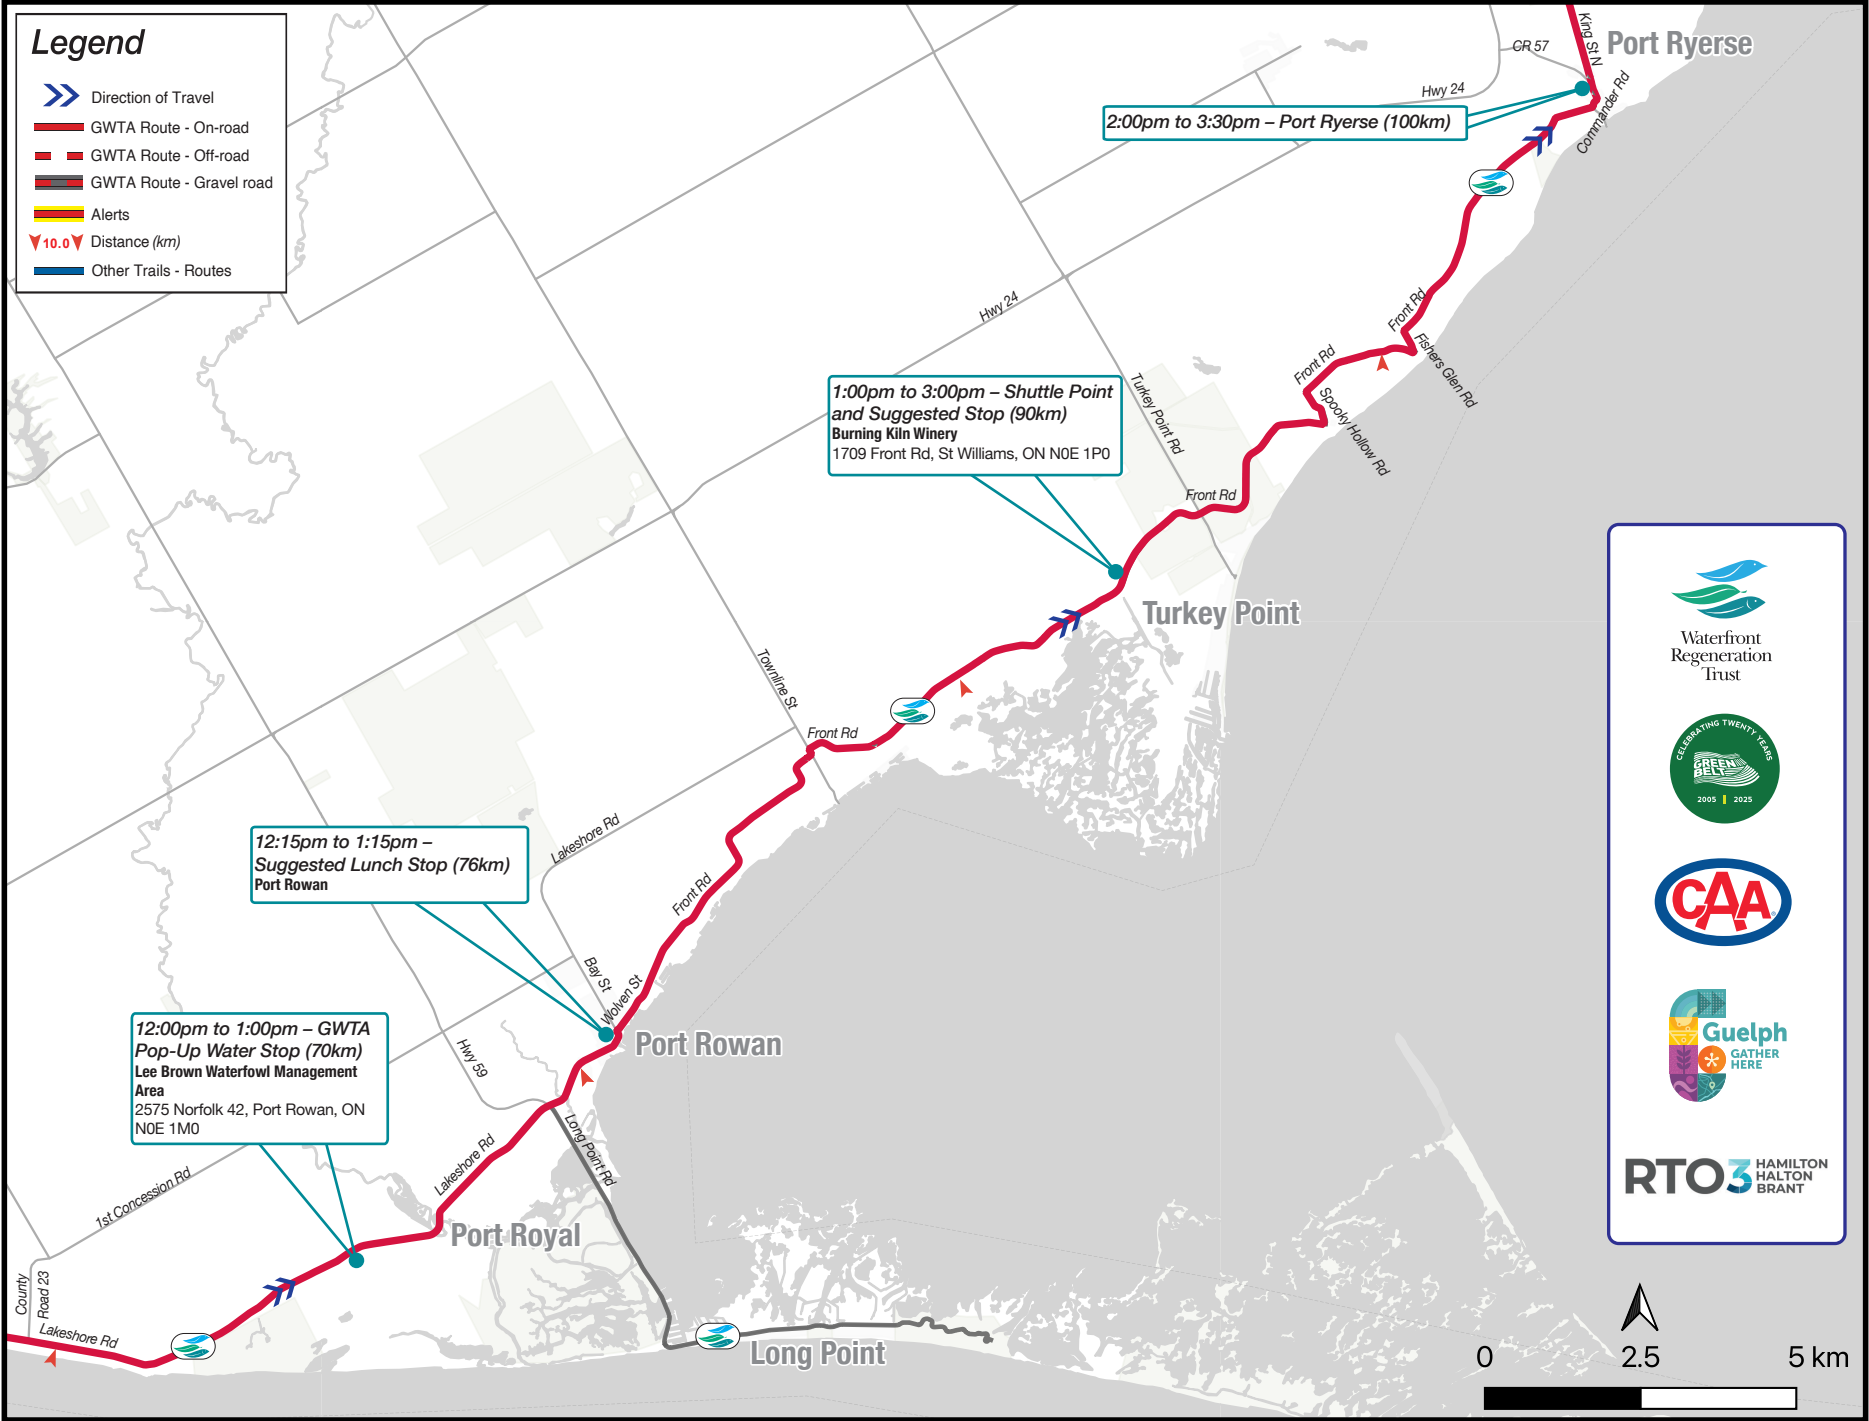 Legend
Direction of Travel
GWTA Route - On-road
GWTA Route - Off-road
GWTA Route - Gravel road
Alerts
10.0 Distance (km)
Other Trails - Routes
King St N
Port Ryerse
CR 57
Hwy 24
Commander Rd
2:00pm to 3:30pm – Port Ryerse (100km)
Hwy 24
Front Rd
Fishers Glen Rd
Front Rd
Spooky Hollow Rd
Turkey Point Rd
1:00pm to 3:00pm – Shuttle Point
and Suggested Stop (90km)
Burning Kiln Winery
1709 Front Rd, St Williams, ON N0E 1P0
Front Rd
Turkey Point
Townline St
Front Rd
Lakeshore Rd
12:15pm to 1:15pm –
Suggested Lunch Stop (76km)
Port Rowan
Front Rd
Bay St
Wolven St
Port Rowan
12:00pm to 1:00pm – GWTA
Pop-Up Water Stop (70km)
Lee Brown Waterfowl Management
Area
2575 Norfolk 42, Port Rowan, ON
N0E 1M0
Hwy 59
Long Point Rd
Lakeshore Rd
1st Concession Rd
Port Royal
County
Road 23
Lakeshore Rd
Long Point
Waterfront
Regeneration
Trust
CELEBRATING TWENTY YEARS
GREEN
BELT
2005 | 2025
CAA
Guelph
GATHER
HERE
RTO3 HAMILTON
HALTON
BRANT
0 2.5 5 km